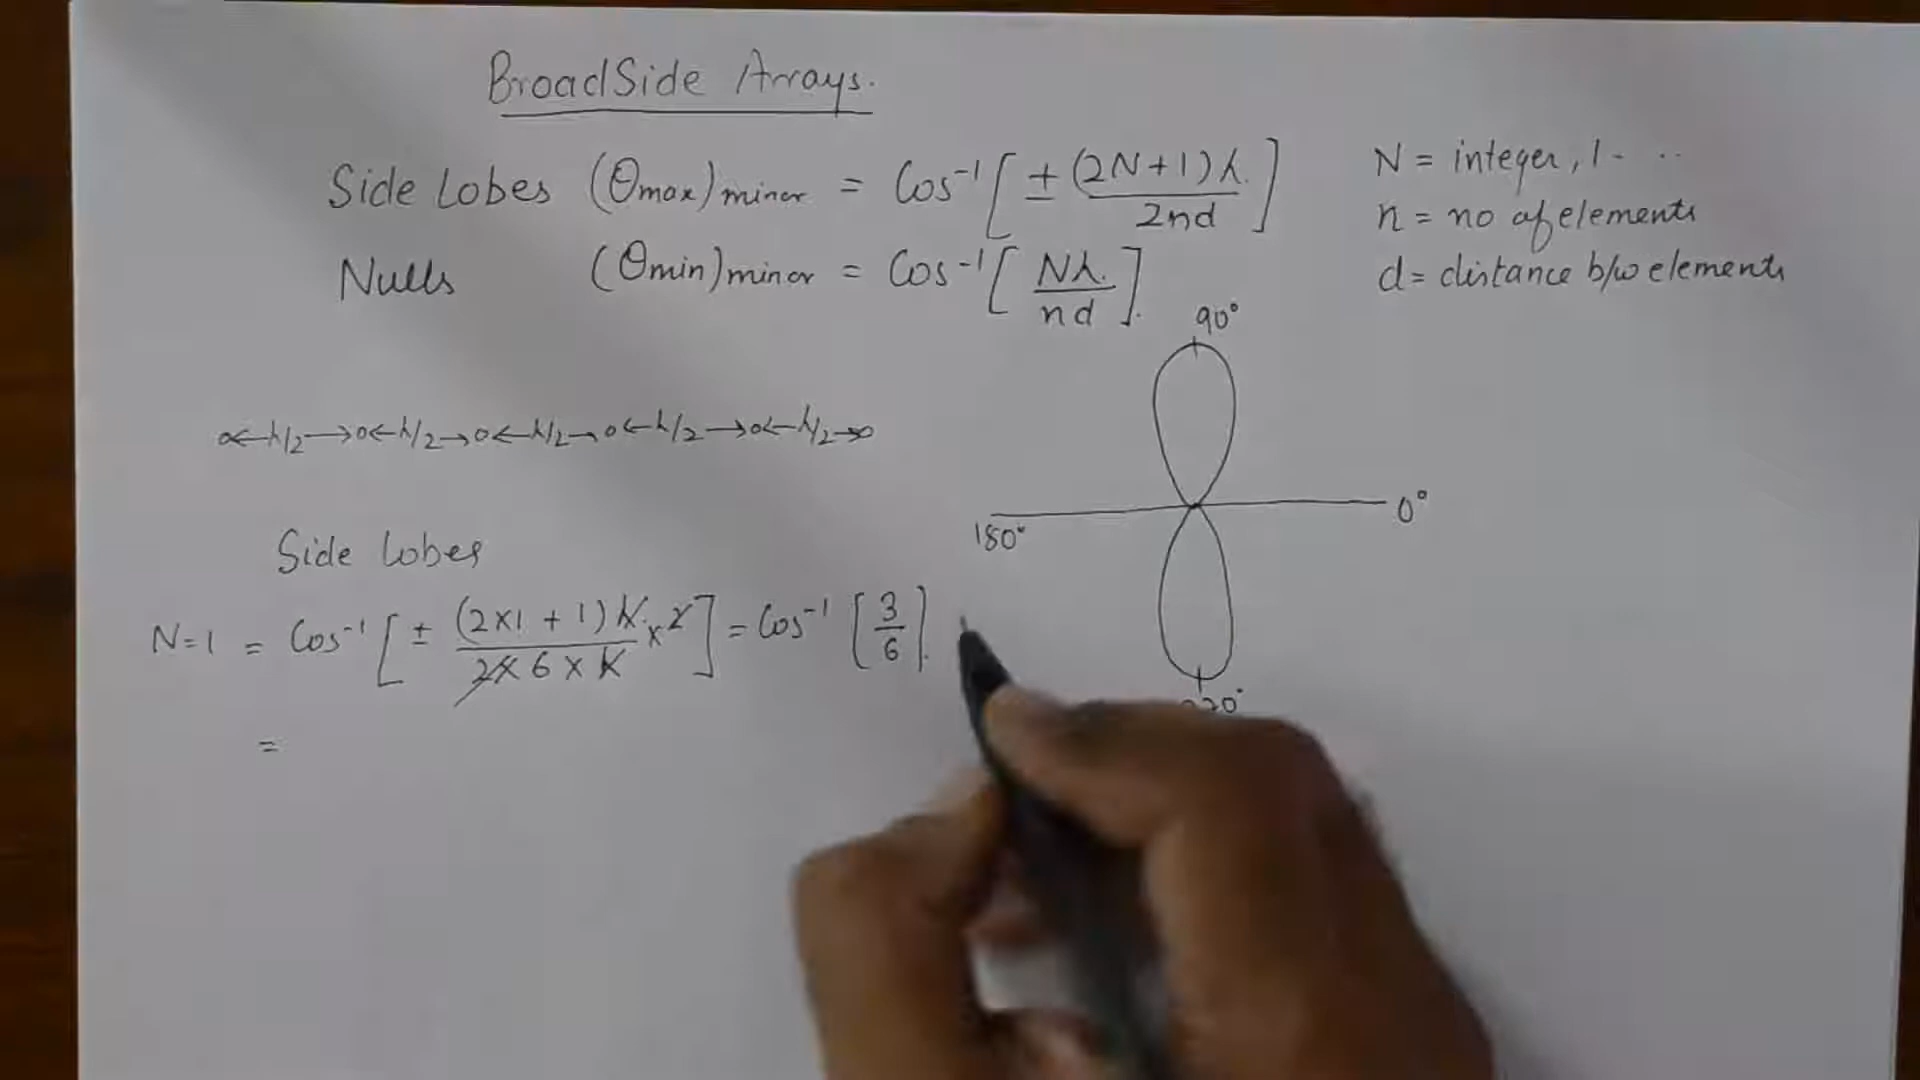 BroadSide Arrays.
Side Lobes (θmax)minor = Cos⁻¹ [± (2N+1)λ / 2nd]
Nulls (θmin)minor = Cos⁻¹ [Nλ / nd]
N = integer, 1 - ...
n = no of elements
d = distance b/w elements
90°
λ/2 λ/2 λ/2 λ/2 λ/2
180° 0°
Side Lobes
N=1 = Cos⁻¹ [± (2x1 + 1) λ x 2 / 2 x 6 x λ] = Cos⁻¹ [3/6]
=